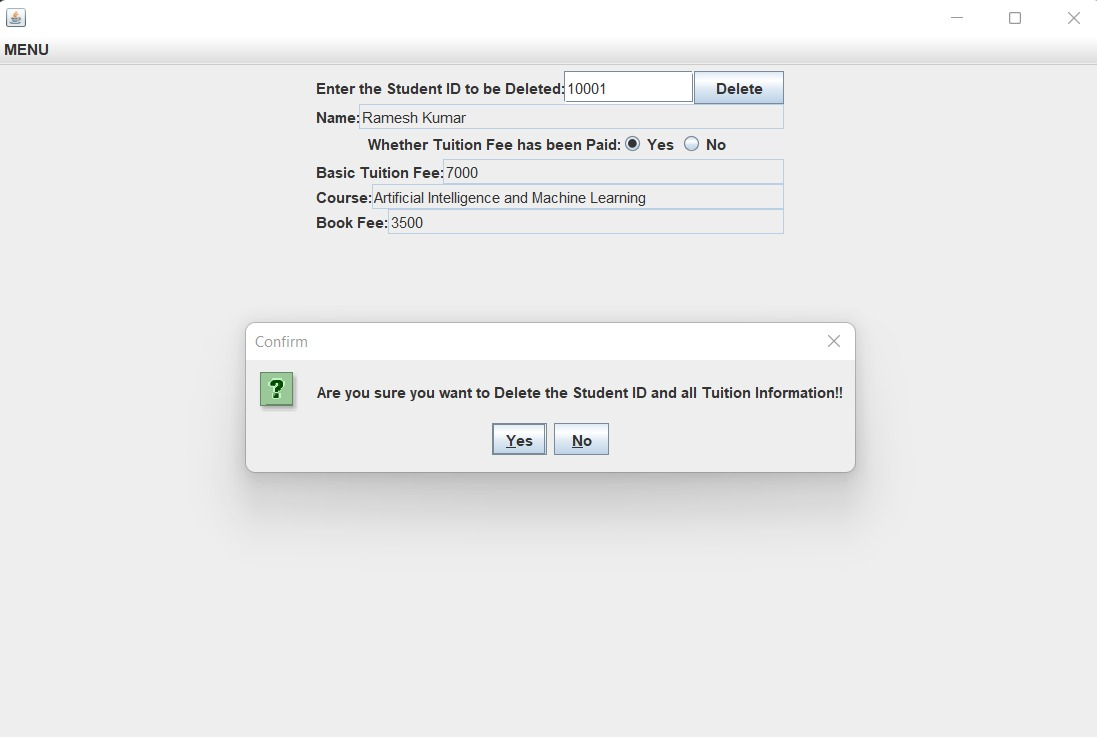 MENU
Enter the Student ID to be Deleted: 10001 Delete
Name: Ramesh Kumar
Whether Tuition Fee has been Paid: Yes No
Basic Tuition Fee: 7000
Course: Artificial Intelligence and Machine Learning
Book Fee: 3500
Confirm
? Are you sure you want to Delete the Student ID and all Tuition Information!!
Yes No